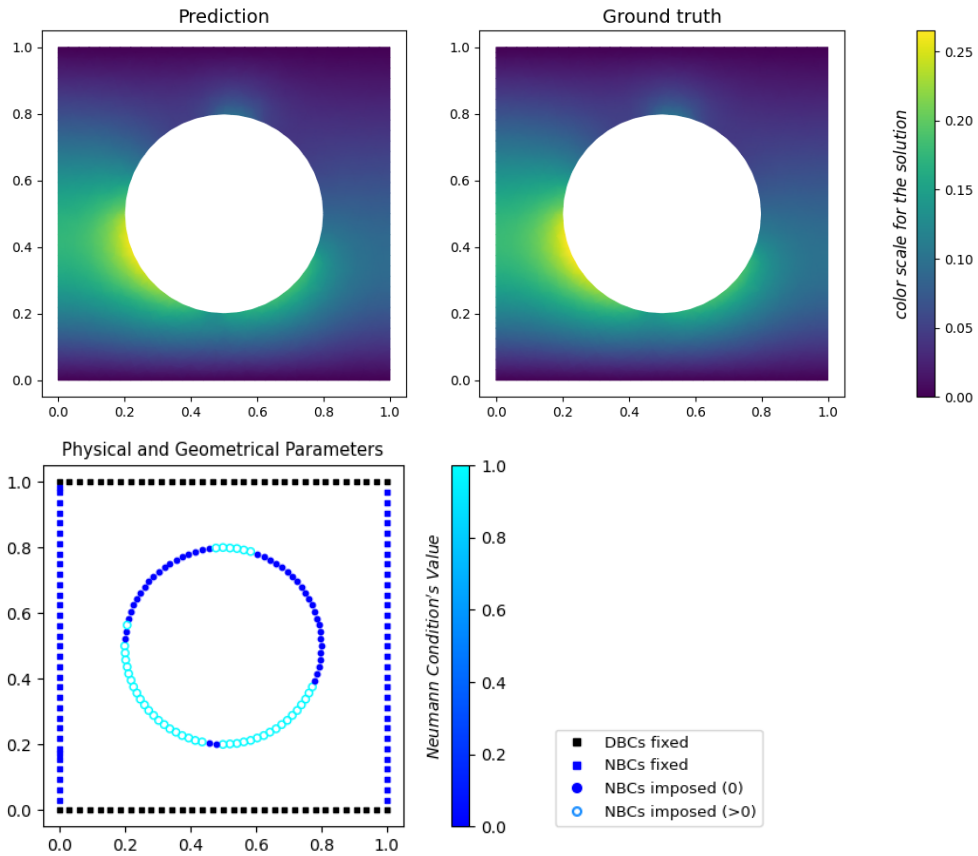 Prediction
Ground truth
1.0
0.8
0.6
0.4
0.2
0.0
0.0 0.2 0.4 0.6 0.8 1.0
1.0
0.8
0.6
0.4
0.2
0.0
0.0 0.2 0.4 0.6 0.8 1.0
color scale for the solution
0.25
0.20
0.15
0.10
0.05
0.00
Physical and Geometrical Parameters
1.0
0.8
0.6
0.4
0.2
0.0
0.0 0.2 0.4 0.6 0.8 1.0
Neumann Condition's Value
1.0
0.8
0.6
0.4
0.2
0.0
DBCs fixed
NBCs fixed
NBCs imposed (0)
NBCs imposed (>0)